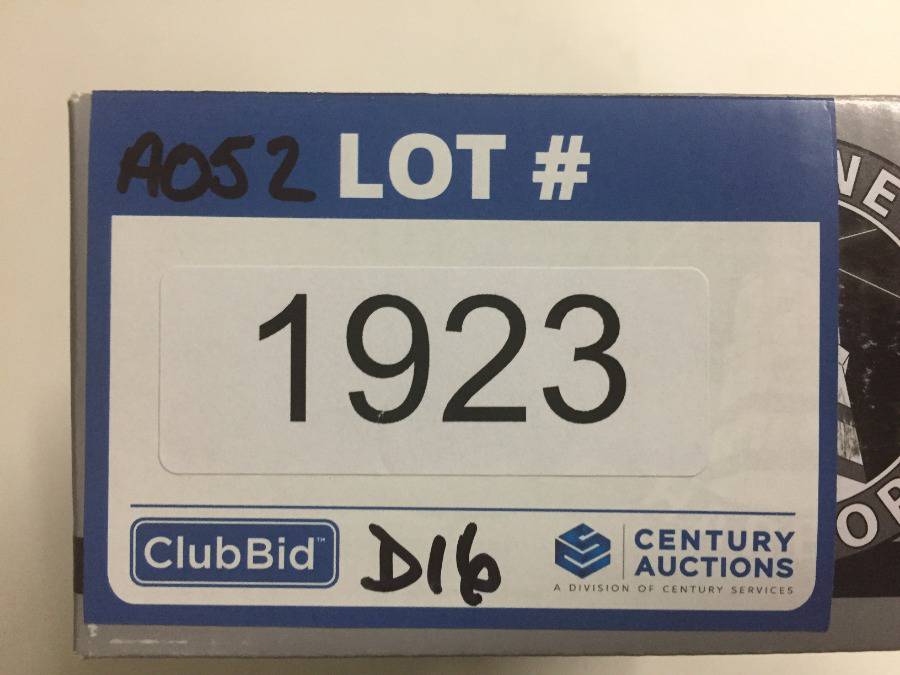 A052 LOT #
1923
ClubBid™ D16
CENTURY
AUCTIONS
A DIVISION OF CENTURY SERVICES